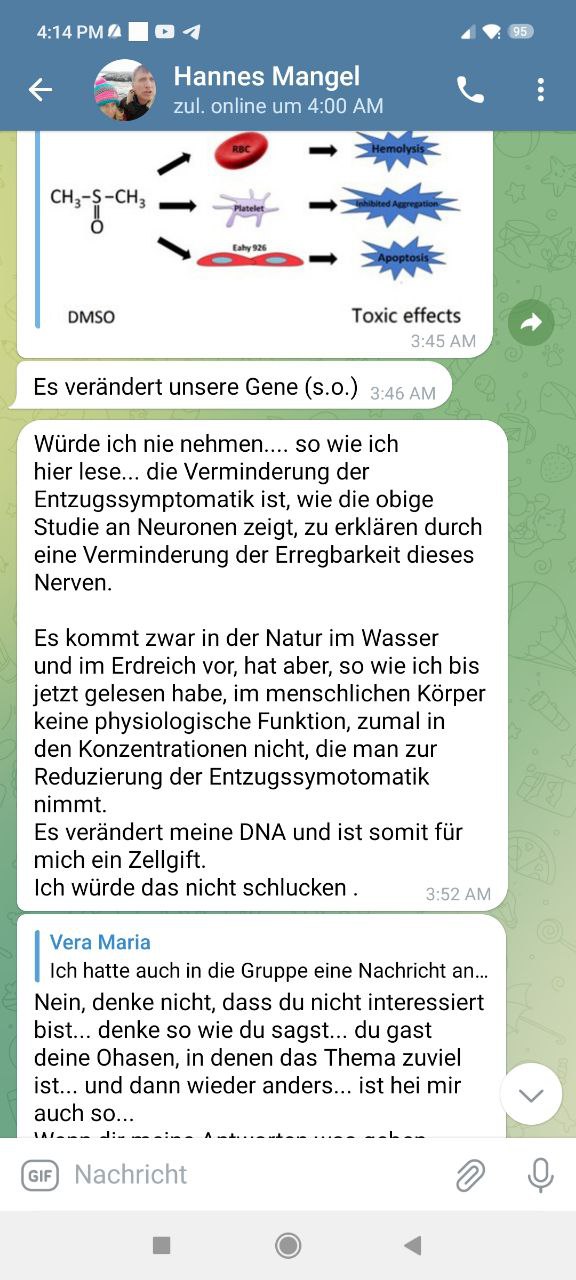 4:14 PM
95
Hannes Mangel
zul. online um 4:00 AM
RBC
Hemolysis
CH3-S-CH3
O
Platelet
Inhibited Aggregation
Eahy 926
Apoptosis
DMSO
Toxic effects
3:45 AM
Es verändert unsere Gene (s.o.)
3:46 AM
Würde ich nie nehmen.... so wie ich
hier lese... die Verminderung der
Entzugssymptomatik ist, wie die obige
Studie an Neuronen zeigt, zu erklären durch
eine Verminderung der Erregbarkeit dieses
Nerven.
Es kommt zwar in der Natur im Wasser
und im Erdreich vor, hat aber, so wie ich bis
jetzt gelesen habe, im menschlichen Körper
keine physiologische Funktion, zumal in
den Konzentrationen nicht, die man zur
Reduzierung der Entzugssymotomatik
nimmt.
Es verändert meine DNA und ist somit für
mich ein Zellgift.
Ich würde das nicht schlucken .
3:52 AM
Vera Maria
Ich hatte auch in die Gruppe eine Nachricht an...
Nein, denke nicht, dass du nicht interessiert
bist... denke so wie du sagst... du gast
deine Ohasen, in denen das Thema zuviel
ist... und dann wieder anders... ist hei mir
auch so...
Wenn dir meine Antworten was geben
GIF
Nachricht